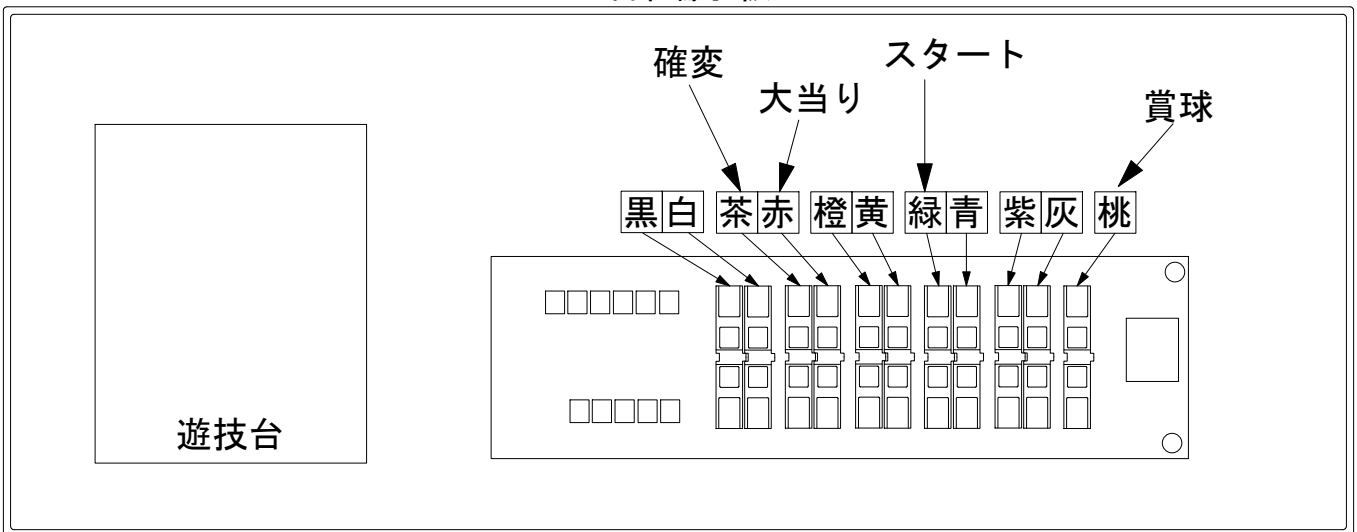 スタート
確変
大当り
賞球
黒白 茶赤 橙黄 緑青 紫灰 桃
遊技台